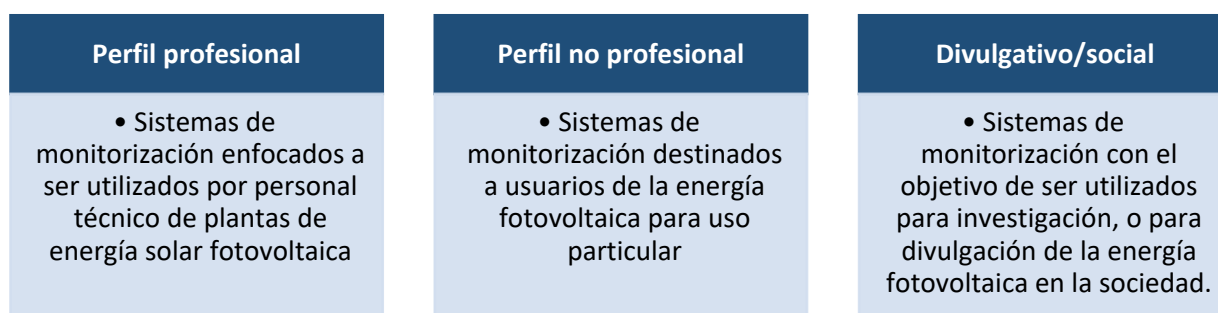 Perfil profesional
• Sistemas de
monitorización enfocados a
ser utilizados por personal
técnico de plantas de
energía solar fotovoltaica
Perfil no profesional
• Sistemas de
monitorización destinados
a usuarios de la energía
fotovoltaica para uso
particular
Divulgativo/social
• Sistemas de
monitorización con el
objetivo de ser utilizados
para investigación, o para
divulgación de la energía
fotovoltaica en la sociedad.